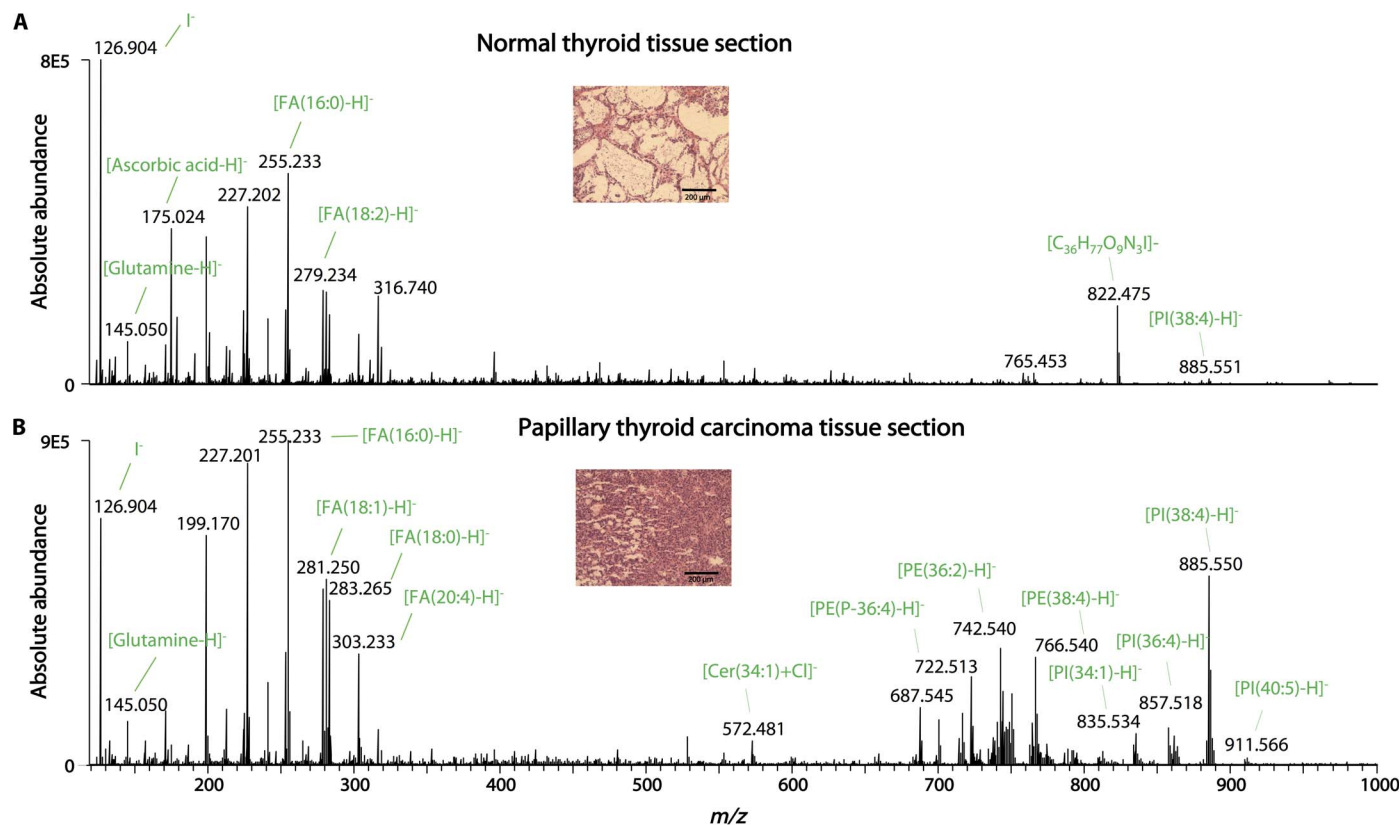 A
I⁻
126.904
Normal thyroid tissue section
8E5
[FA(16:0)-H]⁻
[Ascorbic acid-H]⁻
255.233
227.202
175.024
[FA(18:2)-H]⁻
200 µm
[C₃₆H₇₇O₉N₃I]-
[Glutamine-H]⁻
279.234
316.740
822.475
145.050
[PI(38:4)-H]⁻
765.453
885.551
Absolute abundance
0
B
Papillary thyroid carcinoma tissue section
9E5
255.233
[FA(16:0)-H]⁻
I⁻
227.201
126.904
199.170
[FA(18:1)-H]⁻
[FA(18:0)-H]⁻
[PI(38:4)-H]⁻
281.250
885.550
283.265
200 µm
[PE(36:2)-H]⁻
[FA(20:4)-H]⁻
[PE(P-36:4)-H]⁻
[PE(38:4)-H]⁻
742.540
[Glutamine-H]⁻
303.233
766.540
[PI(36:4)-H]⁻
722.513
[Cer(34:1)+Cl]⁻
[PI(34:1)-H]⁻
687.545
[PI(40:5)-H]⁻
145.050
857.518
572.481
835.534
911.566
Absolute abundance
0
200 300 400 500 600 700 800 900 1000
m/z